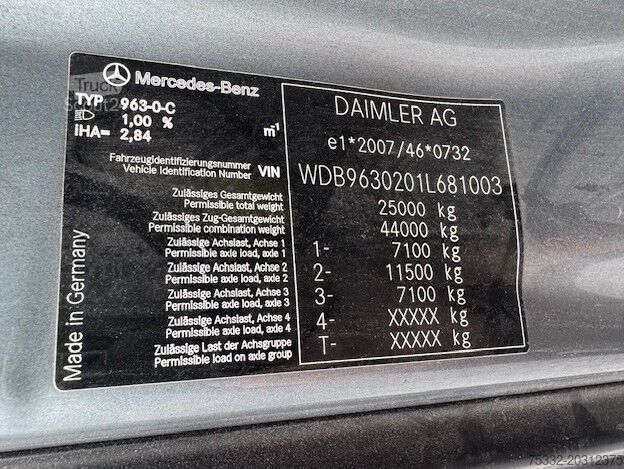 Mercedes-Benz
TYP 963-0-C
1,00 %
iHA= 2,84 m⁻¹
Fahrzeugidentifizierungsnummer
Vehicle Identification Number VIN
Zulässiges Gesamtgewicht
Permissible total weight
Zulässiges Zug-Gesamtgewicht
Permissible combination weight
Zulässige Achslast, Achse 1
Permissible axle load, axle 1
Zulässige Achslast, Achse 2
Permissible axle load, axle 2
Zulässige Achslast, Achse 3
Permissible axle load, axle 3
Zulässige Achslast, Achse 4
Permissible axle load, axle 4
Zulässige Last der Achsgruppe
Permissible load on axle group
Made in Germany
DAIMLER AG
e1*2007/46*0732
WDB9630201L681003
25000 kg
44000 kg
1- 7100 kg
2- 11500 kg
3- 7100 kg
4- XXXXX kg
T- XXXXX kg
Truck
75332-20312375